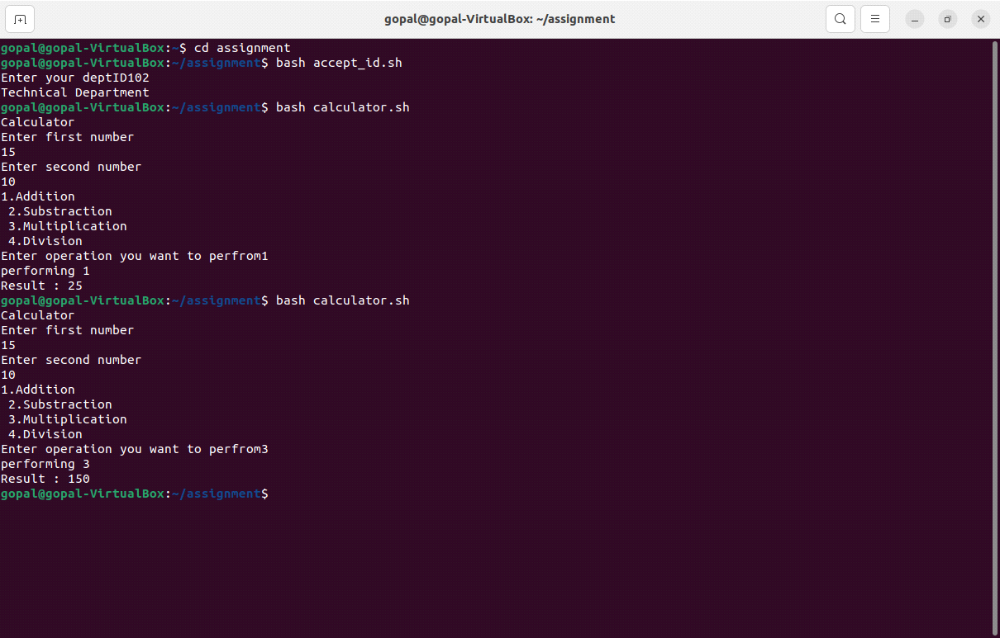 gopal@gopal-VirtualBox: ~/assignment
gopal@gopal-VirtualBox:~$ cd assignment
gopal@gopal-VirtualBox:~/assignment$ bash accept_id.sh
Enter your deptID102
Technical Department
gopal@gopal-VirtualBox:~/assignment$ bash calculator.sh
Calculator
Enter first number
15
Enter second number
10
1.Addition
 2.Substraction
 3.Multiplication
 4.Division
Enter operation you want to perfrom1
performing 1
Result : 25
gopal@gopal-VirtualBox:~/assignment$ bash calculator.sh
Calculator
Enter first number
15
Enter second number
10
1.Addition
 2.Substraction
 3.Multiplication
 4.Division
Enter operation you want to perfrom3
performing 3
Result : 150
gopal@gopal-VirtualBox:~/assignment$